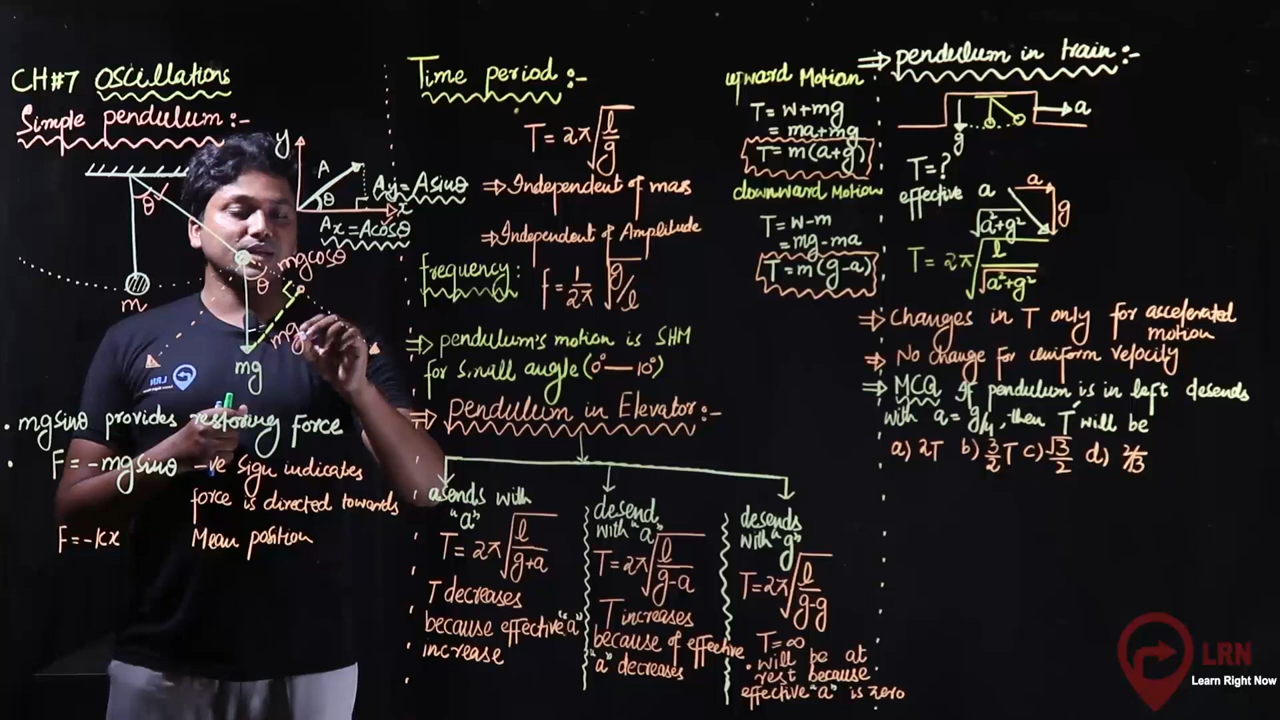 CH#7 Oscillations
Simple pendulum:-
θ
m
mgcosθ
θ
mg
mg
y
A
θ
x
Ay=Asinθ
Ax=Acosθ
LRN
. mgsinθ provides restoring force
. F=-mgsinθ -ve Sign indicates
force is directed towards
F=-kx Mean position
Time period:-
T=2π√(l/g)
⇒Independent of mass
⇒Independent of Amplitude
frequency:
f=1/2π √(g/l)
⇒ pendulum's motion is SHM
for small angle (0°—10°)
⇒ pendulum in Elevator:-
asends with
"a"
T=2π√(l/g+a)
T decreases
because effective "a"
increase
desend
with "a"
T=2π√(l/g-a)
T increases
because of effective
"a" decreases
desends
with "g"
T=2π√(l/g-g)
T=∞
. will be at
rest because
effective "a" is zero
upward Motion
T=w+mg
=ma+mg
T=m(a+g)
downward Motion
T=w-m
=mg-ma
T=m(g-a)
⇒ pendulum in train:-
a
g
T=?
effective a
√a²+g²
a
g
T=2π√(l/√(a²+g²))
⇒ Changes in T only for accelerated
motion
⇒ No change for uniform velocity
⇒ MCQ If pendulum is in left desends
with a=g/4, then T' will be
a) 2T b) 3/2 T c) √3/2 d) 2/√3
LRN
Learn Right Now